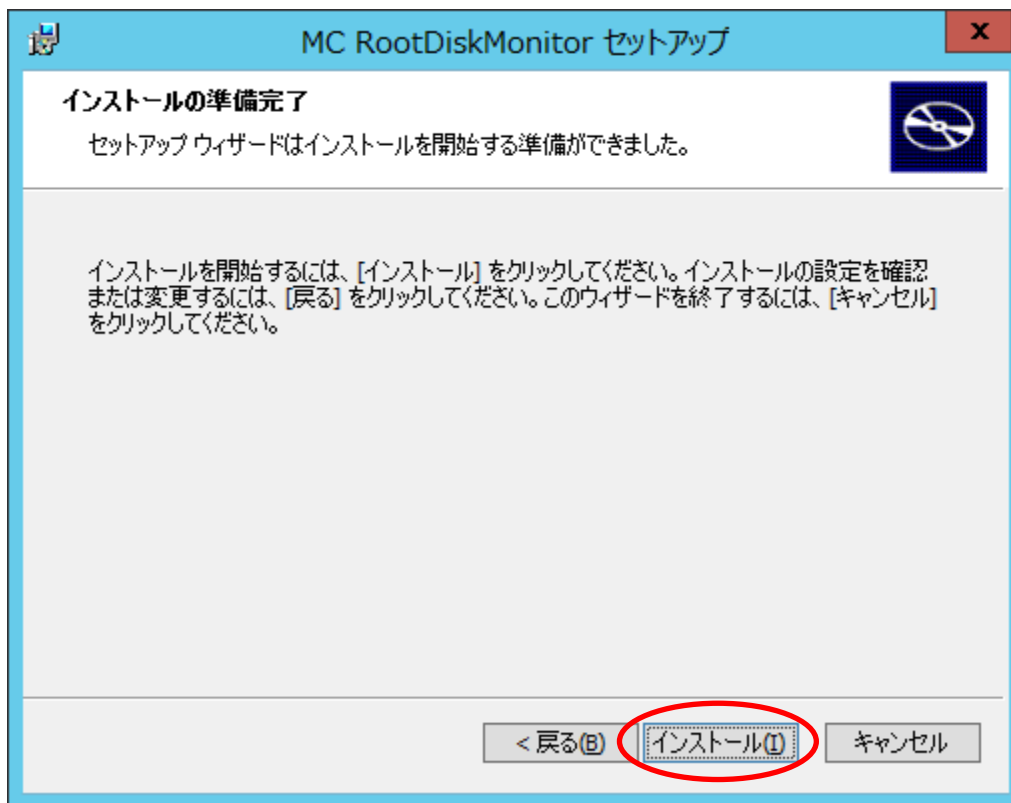 MC RootDiskMonitor セットアップ
x
インストールの準備完了
セットアップ ウィザードはインストールを開始する準備ができました。
インストールを開始するには、[インストール] をクリックしてください。インストールの設定を確認
または変更するには、[戻る] をクリックしてください。このウィザードを終了するには、[キャンセル]
をクリックしてください。
< 戻る(B)
インストール(I)
キャンセル